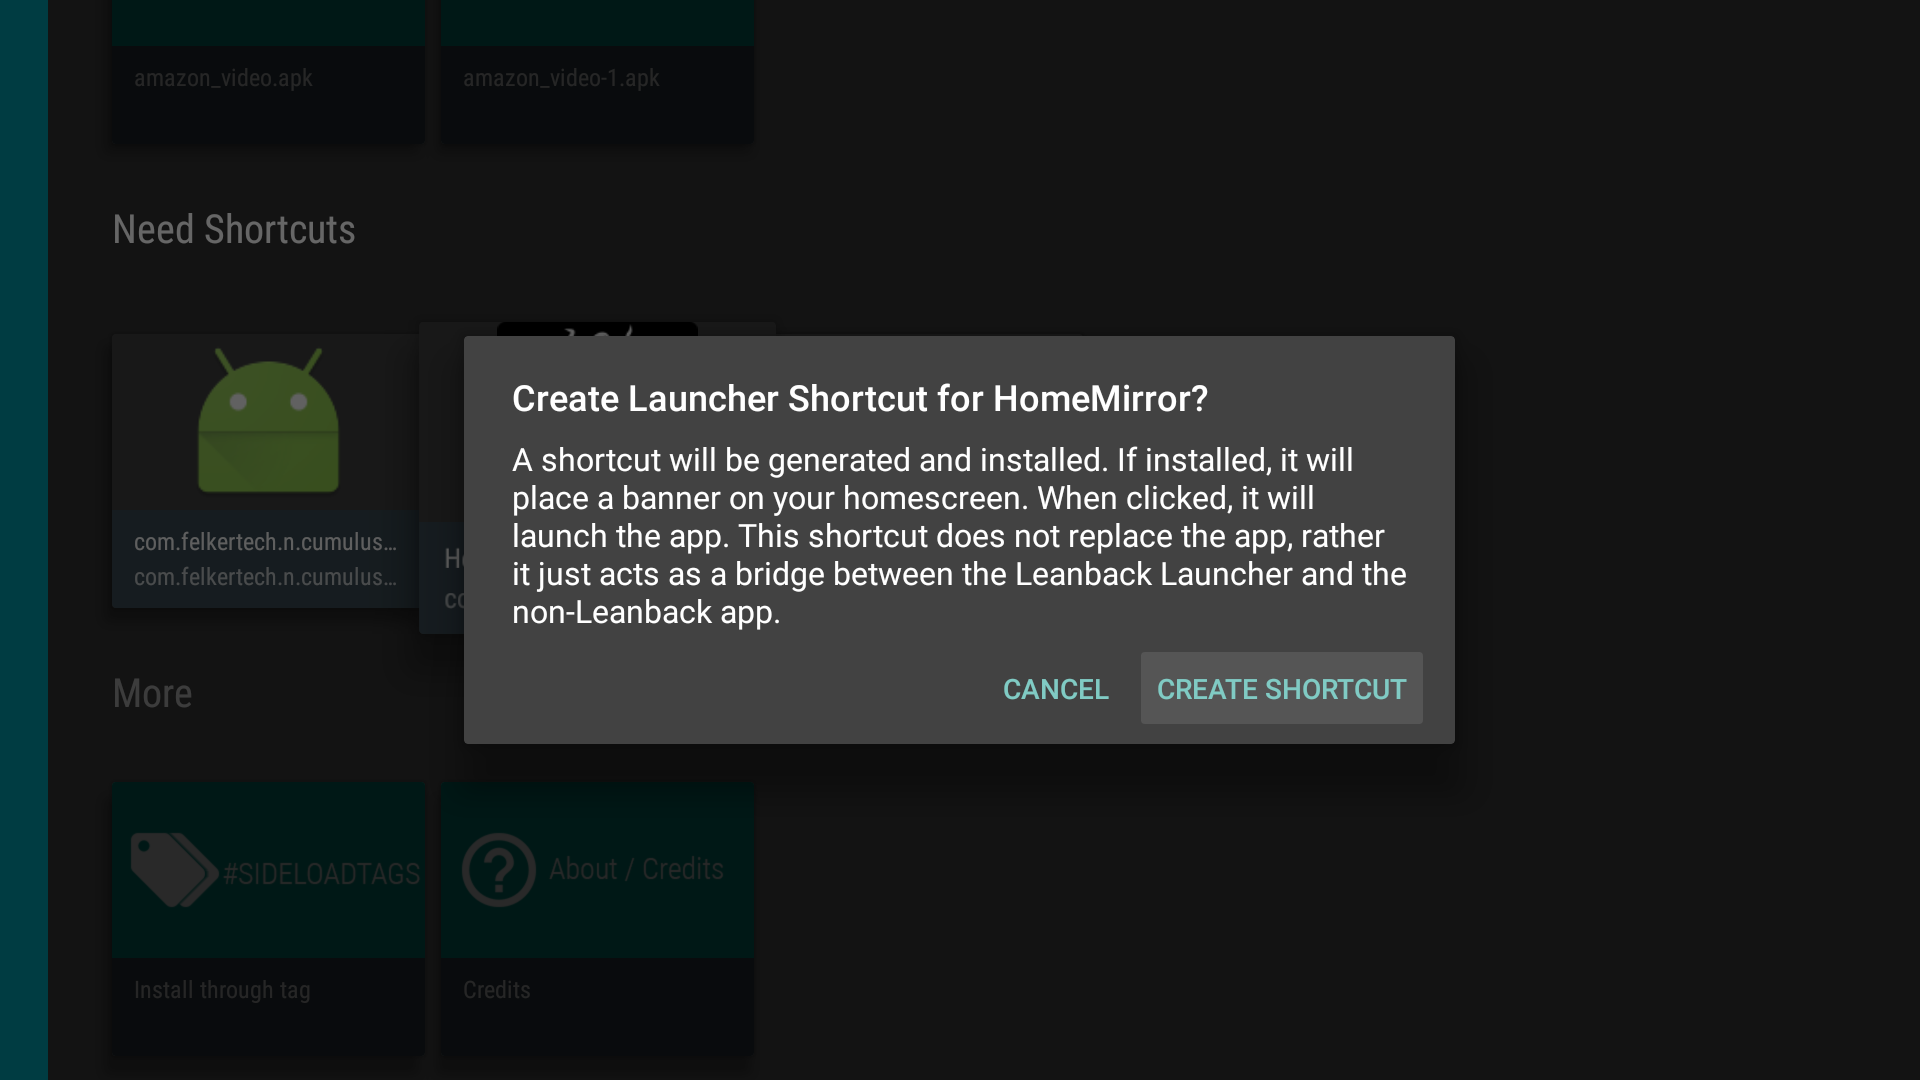 amazon_video.apk
amazon_video-1.apk
Need Shortcuts
com.felkertech.n.cumulus...
com.felkertech.n.cumulus...
Create Launcher Shortcut for HomeMirror?
A shortcut will be generated and installed. If installed, it will
place a banner on your homescreen. When clicked, it will
launch the app. This shortcut does not replace the app, rather
it just acts as a bridge between the Leanback Launcher and the
non-Leanback app.
CANCEL
CREATE SHORTCUT
More
#SIDELOADTAGS
About / Credits
Install through tag
Credits